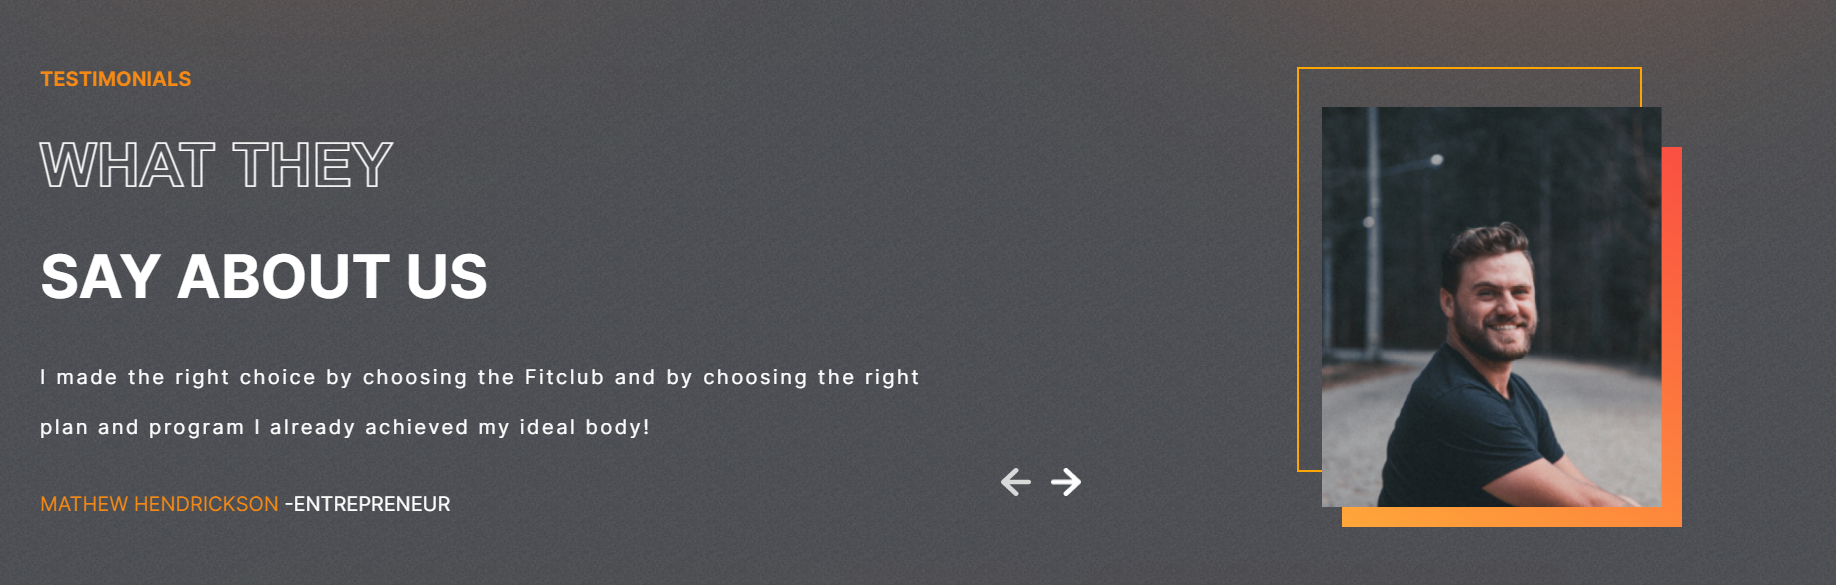 TESTIMONIALS
WHAT THEY
SAY ABOUT US
I made the right choice by choosing the Fitclub and by choosing the right
plan and program I already achieved my ideal body!
MATHEW HENDRICKSON -ENTREPRENEUR